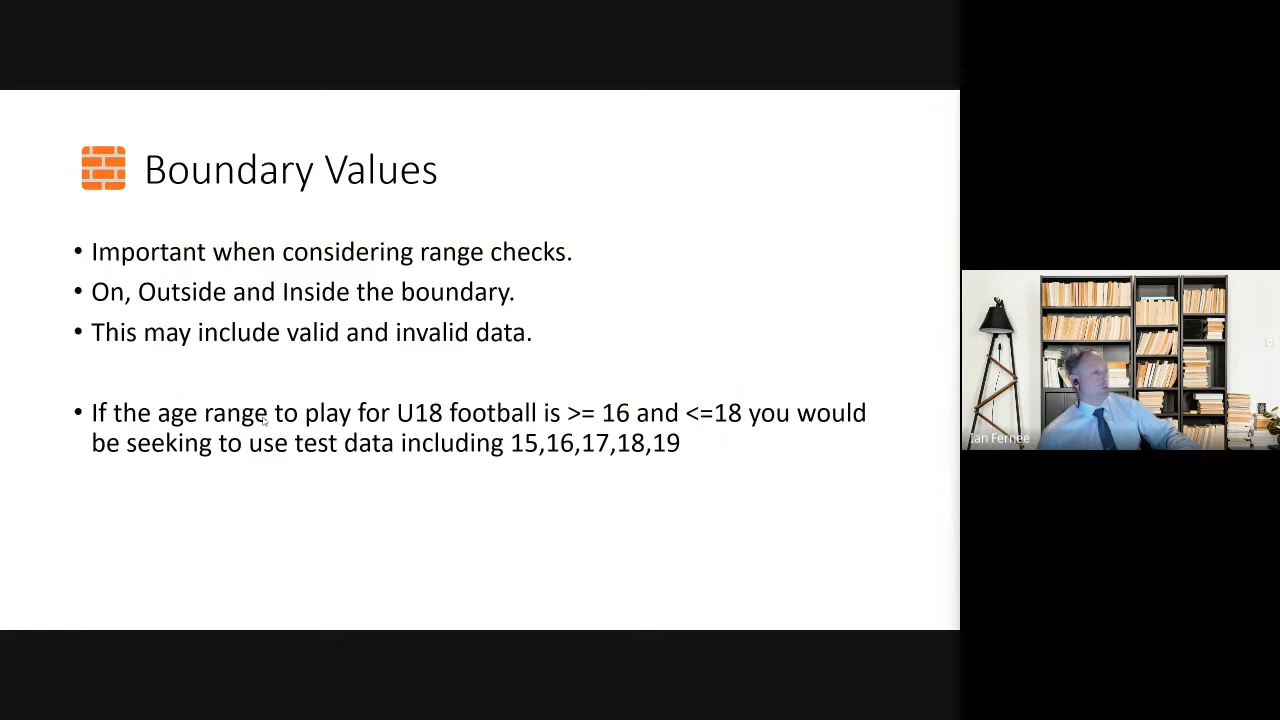 Boundary Values
• Important when considering range checks.
• On, Outside and Inside the boundary.
• This may include valid and invalid data.
• If the age range to play for U18 football is >= 16 and <=18 you would
be seeking to use test data including 15,16,17,18,19
Ian Fernee